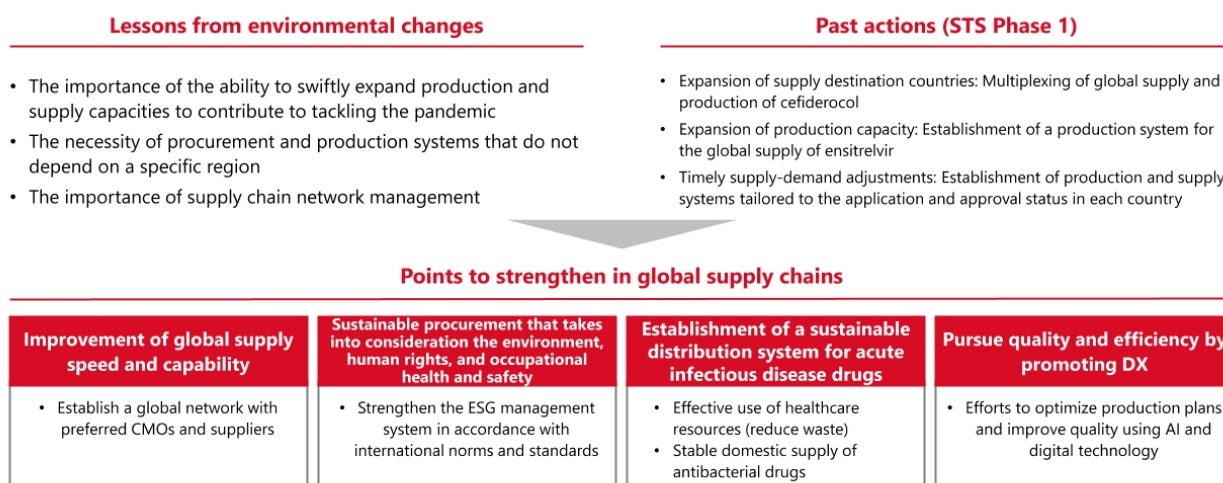 Lessons from environmental changes
• The importance of the ability to swiftly expand production and
supply capacities to contribute to tackling the pandemic
• The necessity of procurement and production systems that do not
depend on a specific region
• The importance of supply chain network management
Past actions (STS Phase 1)
• Expansion of supply destination countries: Multiplexing of global supply and
production of cefiderocol
• Expansion of production capacity: Establishment of a production system for
the global supply of ensitrelvir
• Timely supply-demand adjustments: Establishment of production and supply
systems tailored to the application and approval status in each country
Points to strengthen in global supply chains
Improvement of global supply
speed and capability
• Establish a global network with
preferred CMOs and suppliers
Sustainable procurement that takes
into consideration the environment,
human rights, and occupational
health and safety
• Strengthen the ESG management
system in accordance with
international norms and standards
Establishment of a sustainable
distribution system for acute
infectious disease drugs
• Effective use of healthcare
resources (reduce waste)
• Stable domestic supply of
antibacterial drugs
Pursue quality and efficiency by
promoting DX
• Efforts to optimize production plans
and improve quality using AI and
digital technology